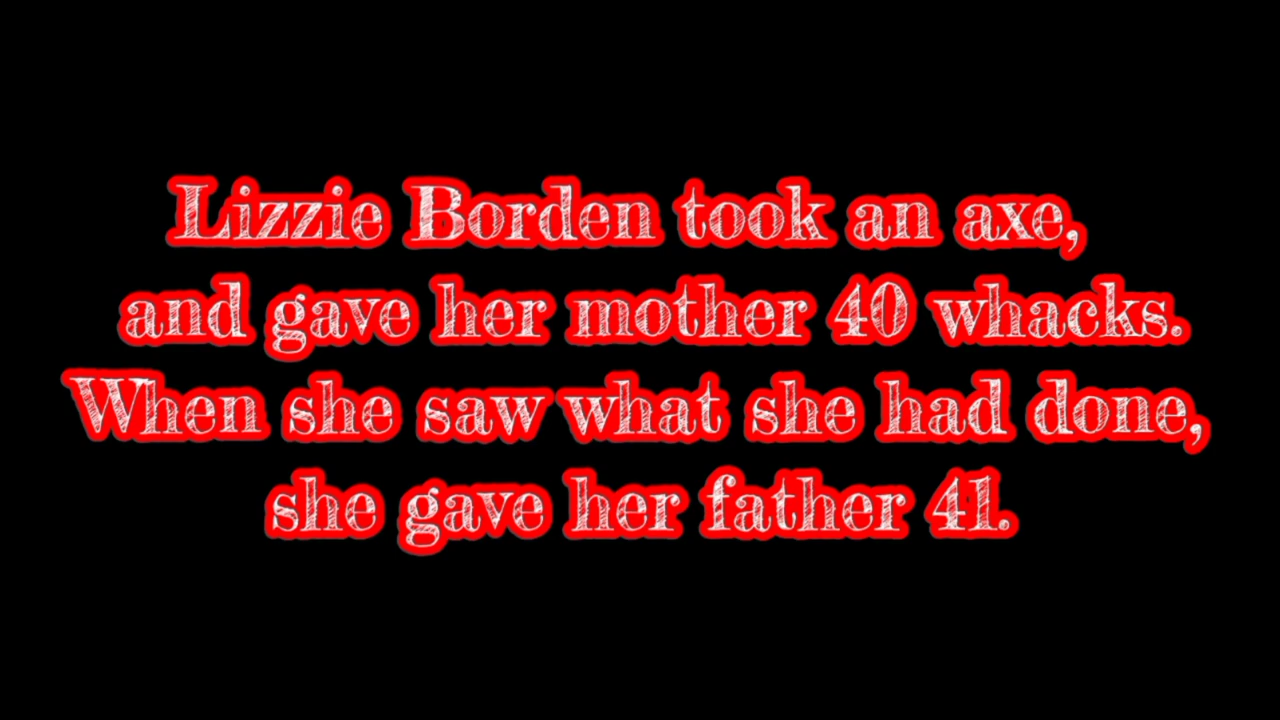 Lizzie Borden took an axe,
and gave her mother 40 whacks.
When she saw what she had done,
she gave her father 41.